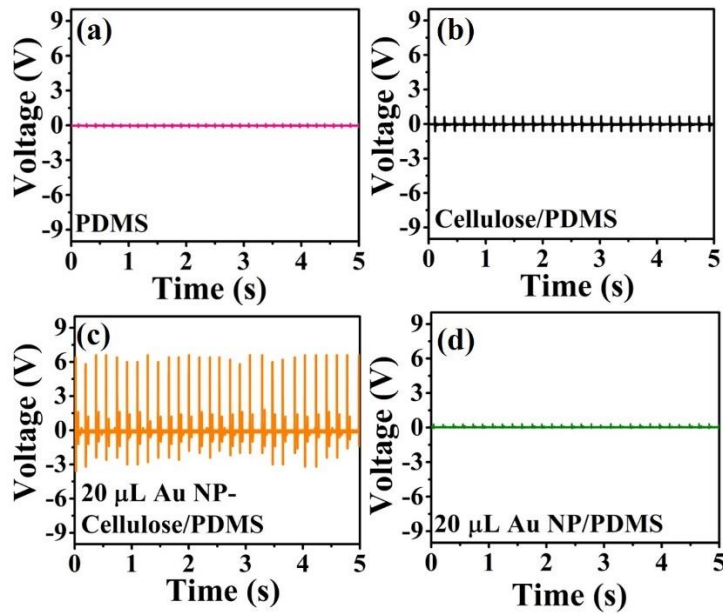 (a)
Voltage (V)
9
6
3
0
-3
-6
-9
PDMS
0 1 2 3 4 5
Time (s)
(b)
Voltage (V)
9
6
3
0
-3
-6
-9
Cellulose/PDMS
0 1 2 3 4 5
Time (s)
(c)
Voltage (V)
9
6
3
0
-3
-6
-9
20 μL Au NP-
Cellulose/PDMS
0 1 2 3 4 5
Time (s)
(d)
Voltage (V)
9
6
3
0
-3
-6
-9
20 μL Au NP/PDMS
0 1 2 3 4 5
Time (s)